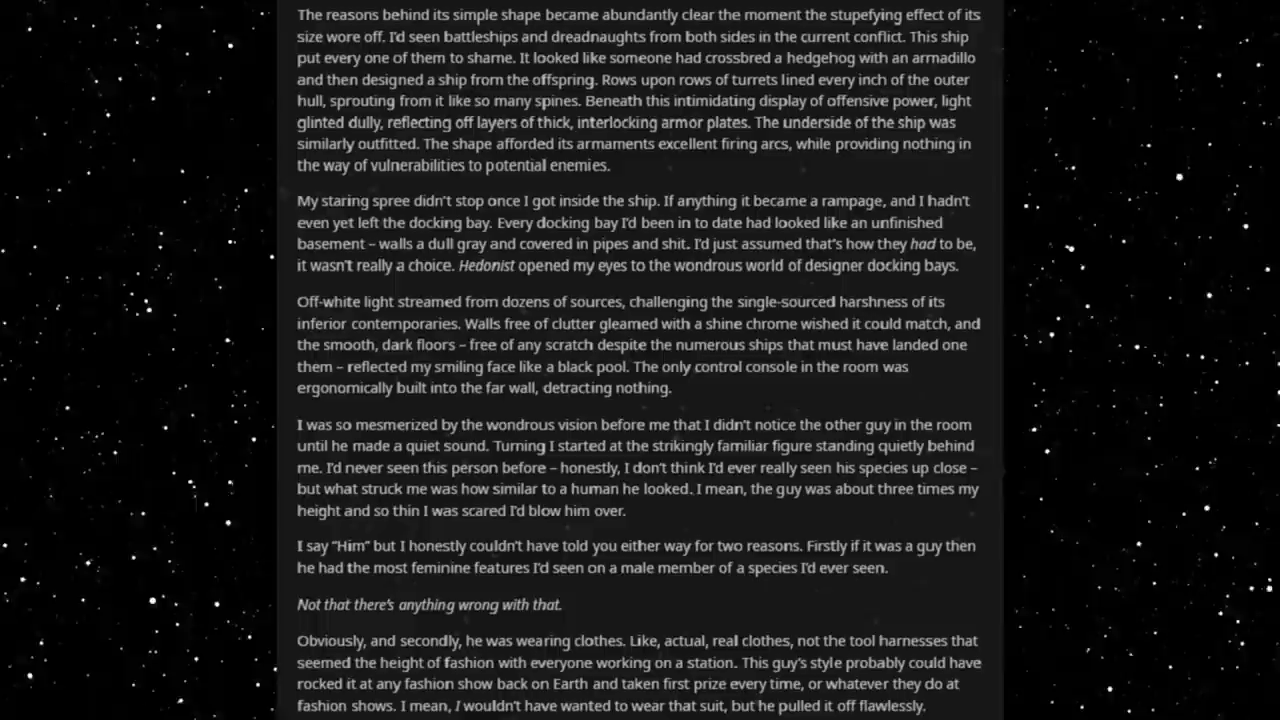 The reasons behind its simple shape became abundantly clear the moment the stupefying effect of its
size wore off. I'd seen battleships and dreadnaughts from both sides in the current conflict. This ship
put every one of them to shame. It looked like someone had crossbred a hedgehog with an armadillo
and then designed a ship from the offspring. Rows upon rows of turrets lined every inch of the outer
hull, sprouting from it like so many spines. Beneath this intimidating display of offensive power, light
glinted dully, reflecting off layers of thick, interlocking armor plates. The underside of the ship was
similarly outfitted. The shape afforded its armaments excellent firing arcs, while providing nothing in
the way of vulnerabilities to potential enemies.
My staring spree didn't stop once I got inside the ship. If anything it became a rampage, and I hadn't
even yet left the docking bay. Every docking bay I'd been in to date had looked like an unfinished
basement – walls a dull gray and covered in pipes and shit. I'd just assumed that's how they had to be,
it wasn't really a choice. Hedonist opened my eyes to the wondrous world of designer docking bays.
Off-white light streamed from dozens of sources, challenging the single-sourced harshness of its
inferior contemporaries. Walls free of clutter gleamed with a shine chrome wished it could match, and
the smooth, dark floors – free of any scratch despite the numerous ships that must have landed one
them – reflected my smiling face like a black pool. The only control console in the room was
ergonomically built into the far wall, detracting nothing.
I was so mesmerized by the wondrous vision before me that I didn't notice the other guy in the room
until he made a quiet sound. Turning I started at the strikingly familiar figure standing quietly behind
me. I'd never seen this person before – honestly, I don't think I'd ever really seen his species up close –
but what struck me was how similar to a human he looked. I mean, the guy was about three times my
height and so thin I was scared I'd blow him over.
I say “Him” but I honestly couldn't have told you either way for two reasons. Firstly if it was a guy then
he had the most feminine features I'd seen on a male member of a species I'd ever seen.
Not that there's anything wrong with that.
Obviously, and secondly, he was wearing clothes. Like, actual, real clothes, not the tool harnesses that
seemed the height of fashion with everyone working on a station. This guy's style probably could have
rocked it at any fashion show back on Earth and taken first prize every time, or whatever they do at
fashion shows. I mean, I wouldn't have wanted to wear that suit, but he pulled it off flawlessly.